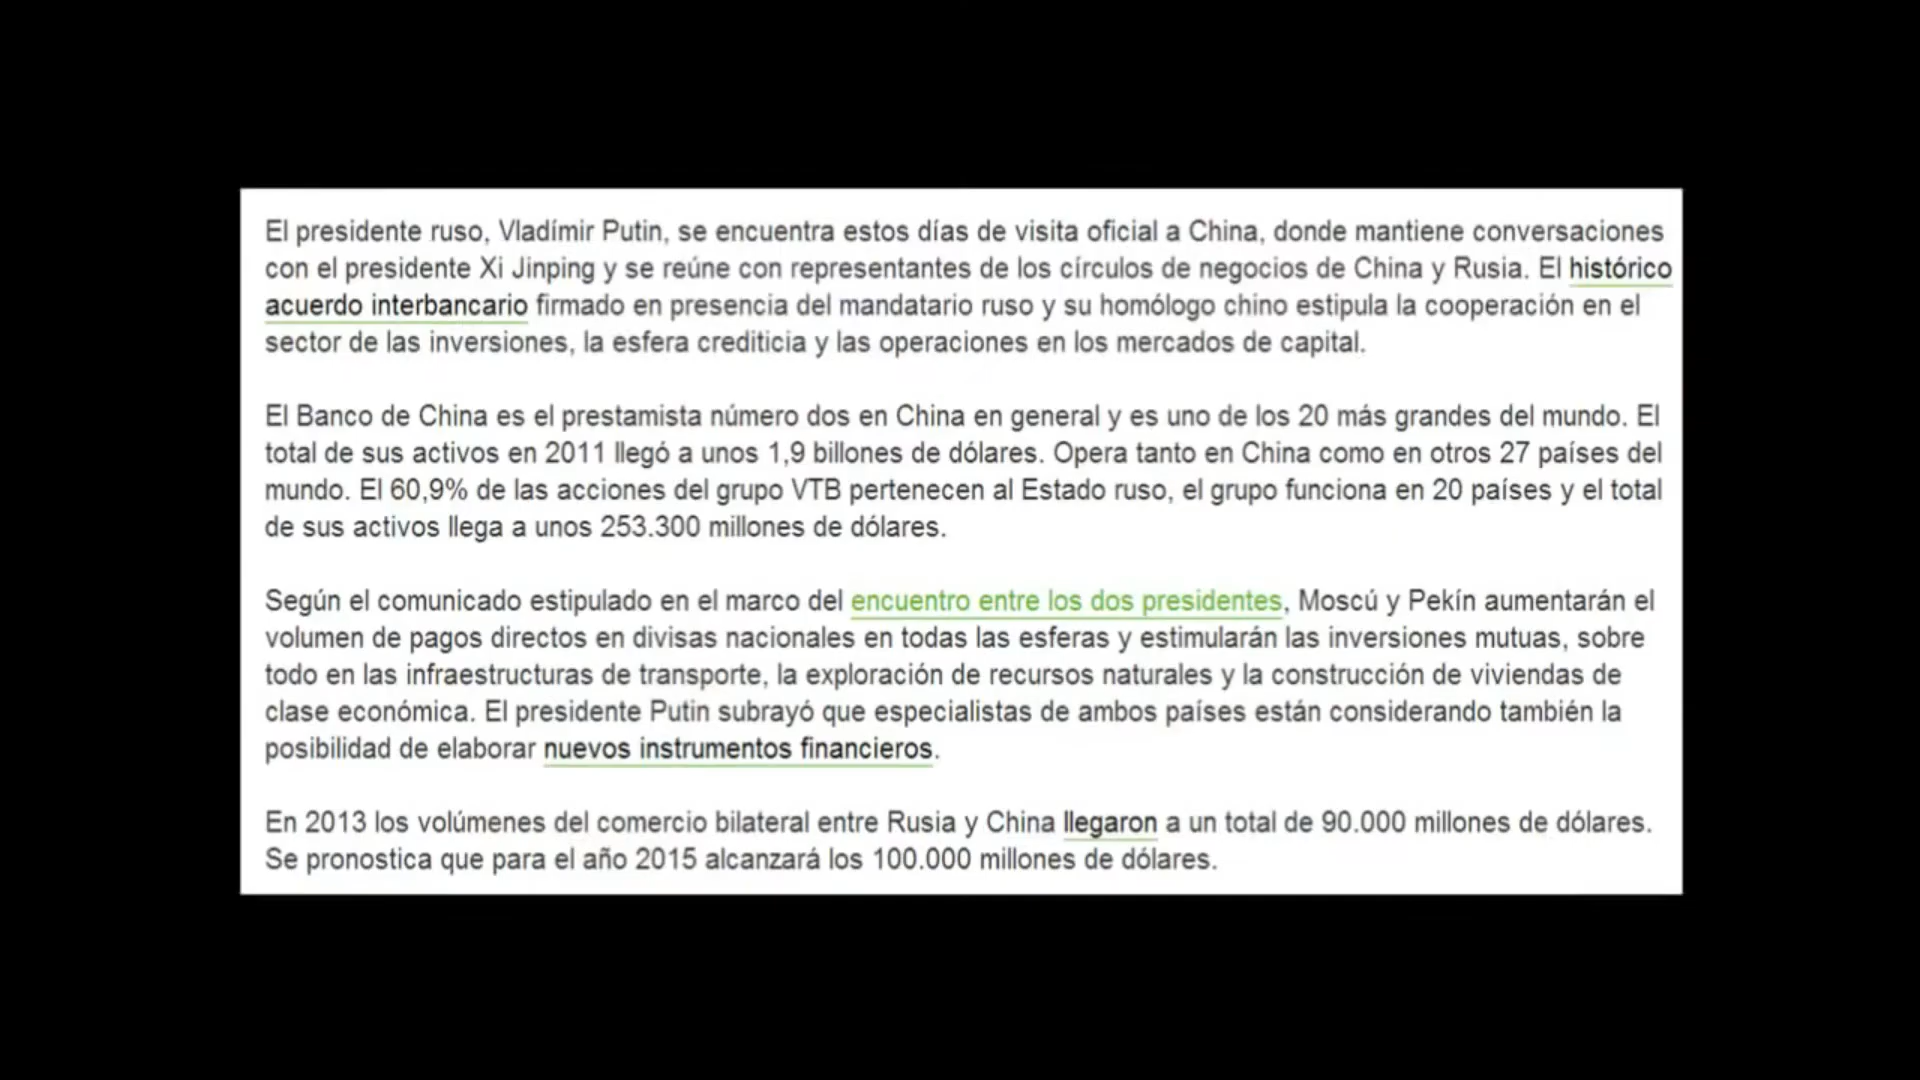 El presidente ruso, Vladímir Putin, se encuentra estos días de visita oficial a China, donde mantiene conversaciones
con el presidente Xi Jinping y se reúne con representantes de los círculos de negocios de China y Rusia. El histórico
acuerdo interbancario firmado en presencia del mandatario ruso y su homólogo chino estipula la cooperación en el
sector de las inversiones, la esfera crediticia y las operaciones en los mercados de capital.
El Banco de China es el prestamista número dos en China en general y es uno de los 20 más grandes del mundo. El
total de sus activos en 2011 llegó a unos 1,9 billones de dólares. Opera tanto en China como en otros 27 países del
mundo. El 60,9% de las acciones del grupo VTB pertenecen al Estado ruso, el grupo funciona en 20 países y el total
de sus activos llega a unos 253.300 millones de dólares.
Según el comunicado estipulado en el marco del encuentro entre los dos presidentes, Moscú y Pekín aumentarán el
volumen de pagos directos en divisas nacionales en todas las esferas y estimularán las inversiones mutuas, sobre
todo en las infraestructuras de transporte, la exploración de recursos naturales y la construcción de viviendas de
clase económica. El presidente Putin subrayó que especialistas de ambos países están considerando también la
posibilidad de elaborar nuevos instrumentos financieros.
En 2013 los volúmenes del comercio bilateral entre Rusia y China llegaron a un total de 90.000 millones de dólares.
Se pronostica que para el año 2015 alcanzará los 100.000 millones de dólares.